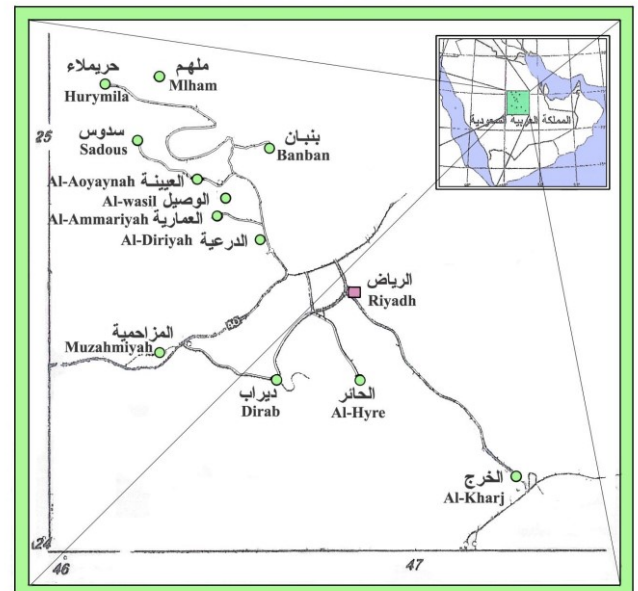 حريملاء
Hurymila
ملهم
Mlham
المملكة العربية السعودية
25
سدوس
Sadous
بنبان
Banban
Al-Aoyaynah العيينة
Al-wasil الوصيل
Al-Ammariyah العمارية
Al-Diriyah الدرعية
الرياض
Riyadh
المزاحمية
Muzahmiyah
ديراب
Dirab
الحائر
Al-Hyre
الخرج
Al-Kharj
24
46
47